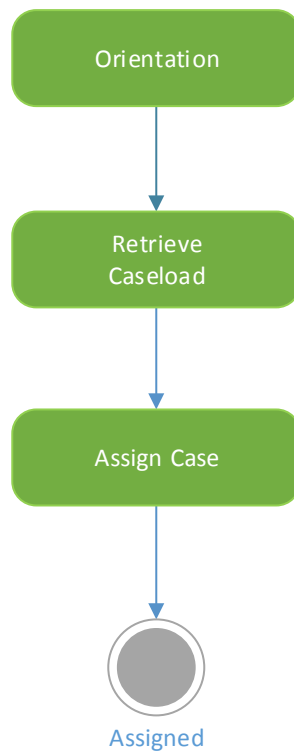 Orientation
Retrieve
Caseload
Assign Case
Assigned